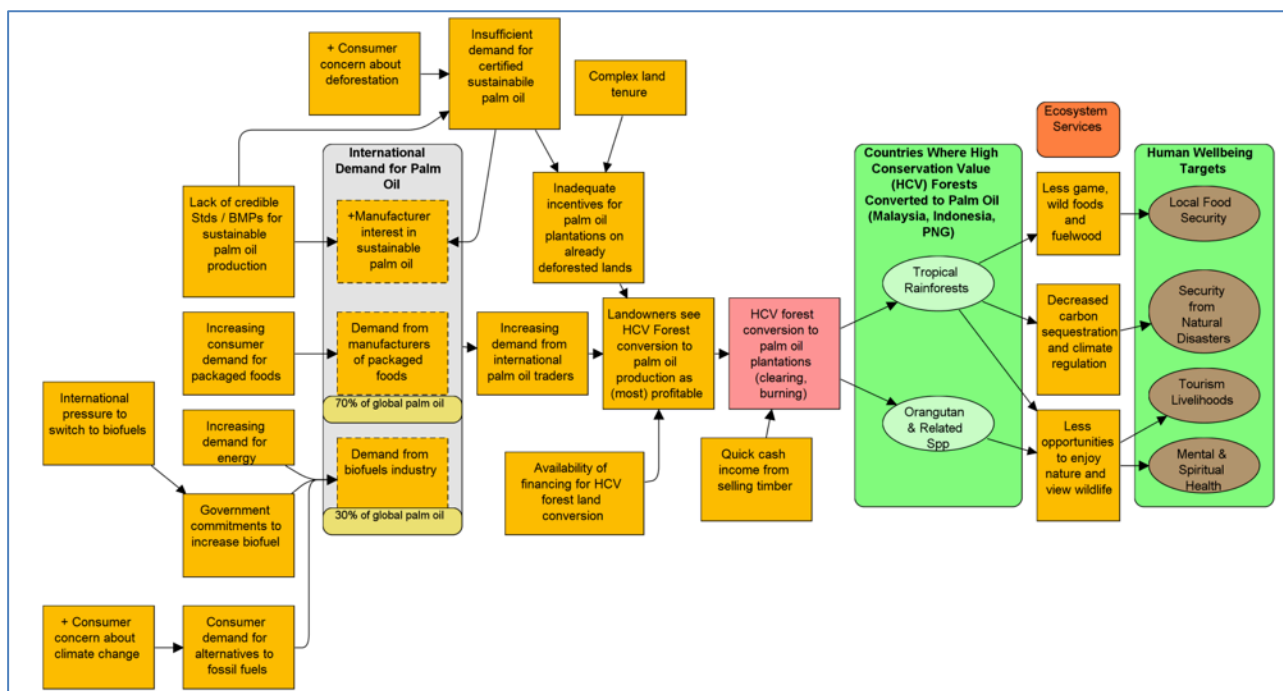 + Consumer
concern about
deforestation
Insufficient
demand for
certified
sustainabile
palm oil
Complex land
tenure
International
Demand for Palm
Oil
Lack of credible
Stds / BMPs for
sustainable
palm oil
production
+Manufacturer
interest in
sustainable
palm oil
Inadequate
incentives for
palm oil
plantations on
already
deforested lands
Increasing
consumer
demand for
packaged foods
Demand from
manufacturers
of packaged
foods
70% of global palm oil
Increasing
demand from
international
palm oil traders
Landowners see
HCV Forest
conversion to
palm oil
production as
(most) profitable
HCV forest
conversion to
palm oil
plantations
(clearing,
burning)
International
pressure to
switch to biofuels
Increasing
demand for
energy
Demand from
biofuels industry
30% of global palm oil
Government
commitments to
increase biofuel
Availability of
financing for HCV
forest land
conversion
Quick cash
income from
selling timber
+ Consumer
concern about
climate change
Consumer
demand for
alternatives to
fossil fuels
Countries Where High
Conservation Value
(HCV) Forests
Converted to Palm Oil
(Malaysia, Indonesia,
PNG)
Tropical
Rainforests
Orangutan
& Related
Spp
Ecosystem
Services
Less game,
wild foods
and
fuelwood
Decreased
carbon
sequestration
and climate
regulation
Less
opportunities
to enjoy
nature and
view wildlife
Human Wellbeing
Targets
Local Food
Security
Security
from
Natural
Disasters
Tourism
Livelihoods
Mental &
Spiritual
Health